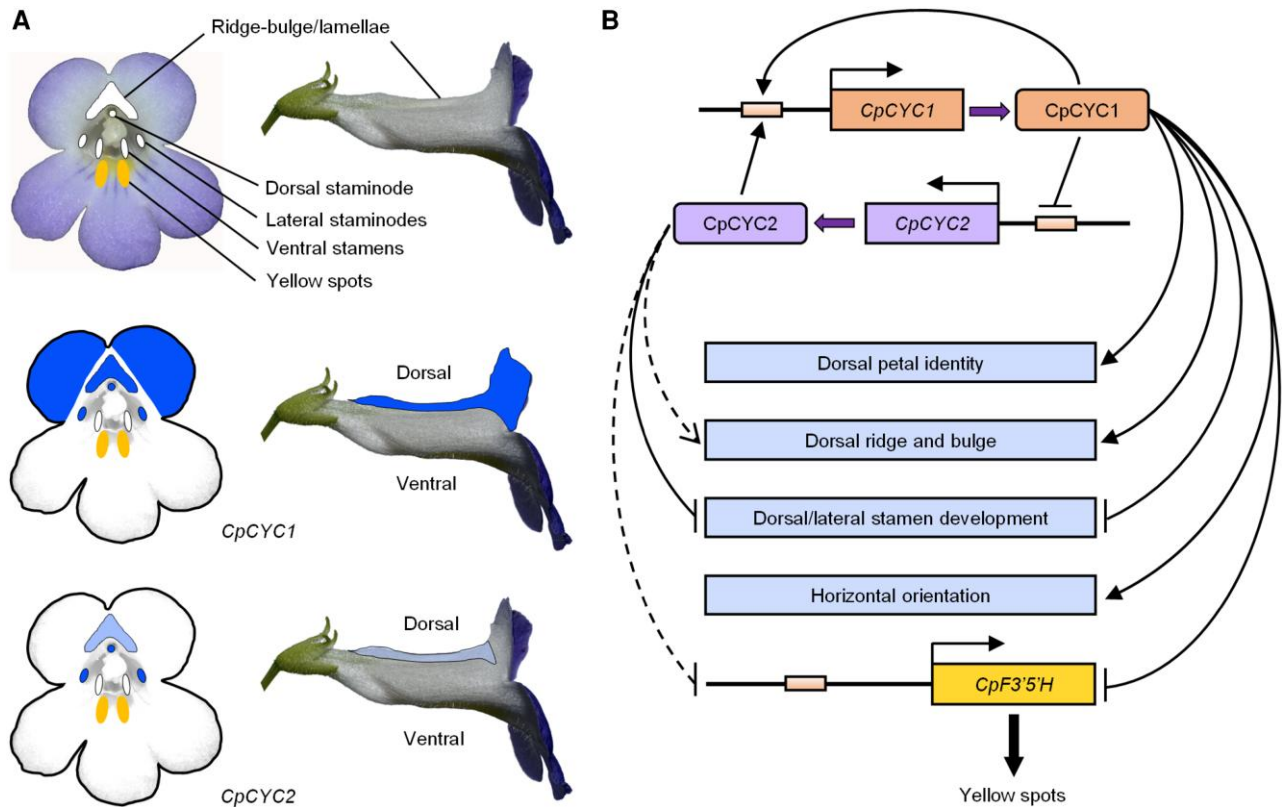 A
Ridge-bulge/lamellae
Dorsal staminode
Lateral staminodes
Ventral stamens
Yellow spots
Dorsal
Ventral
CpCYC1
Dorsal
Ventral
CpCYC2
B
CpCYC1
CpCYC1
CpCYC2
CpCYC2
Dorsal petal identity
Dorsal ridge and bulge
Dorsal/lateral stamen development
Horizontal orientation
CpF3'5'H
Yellow spots